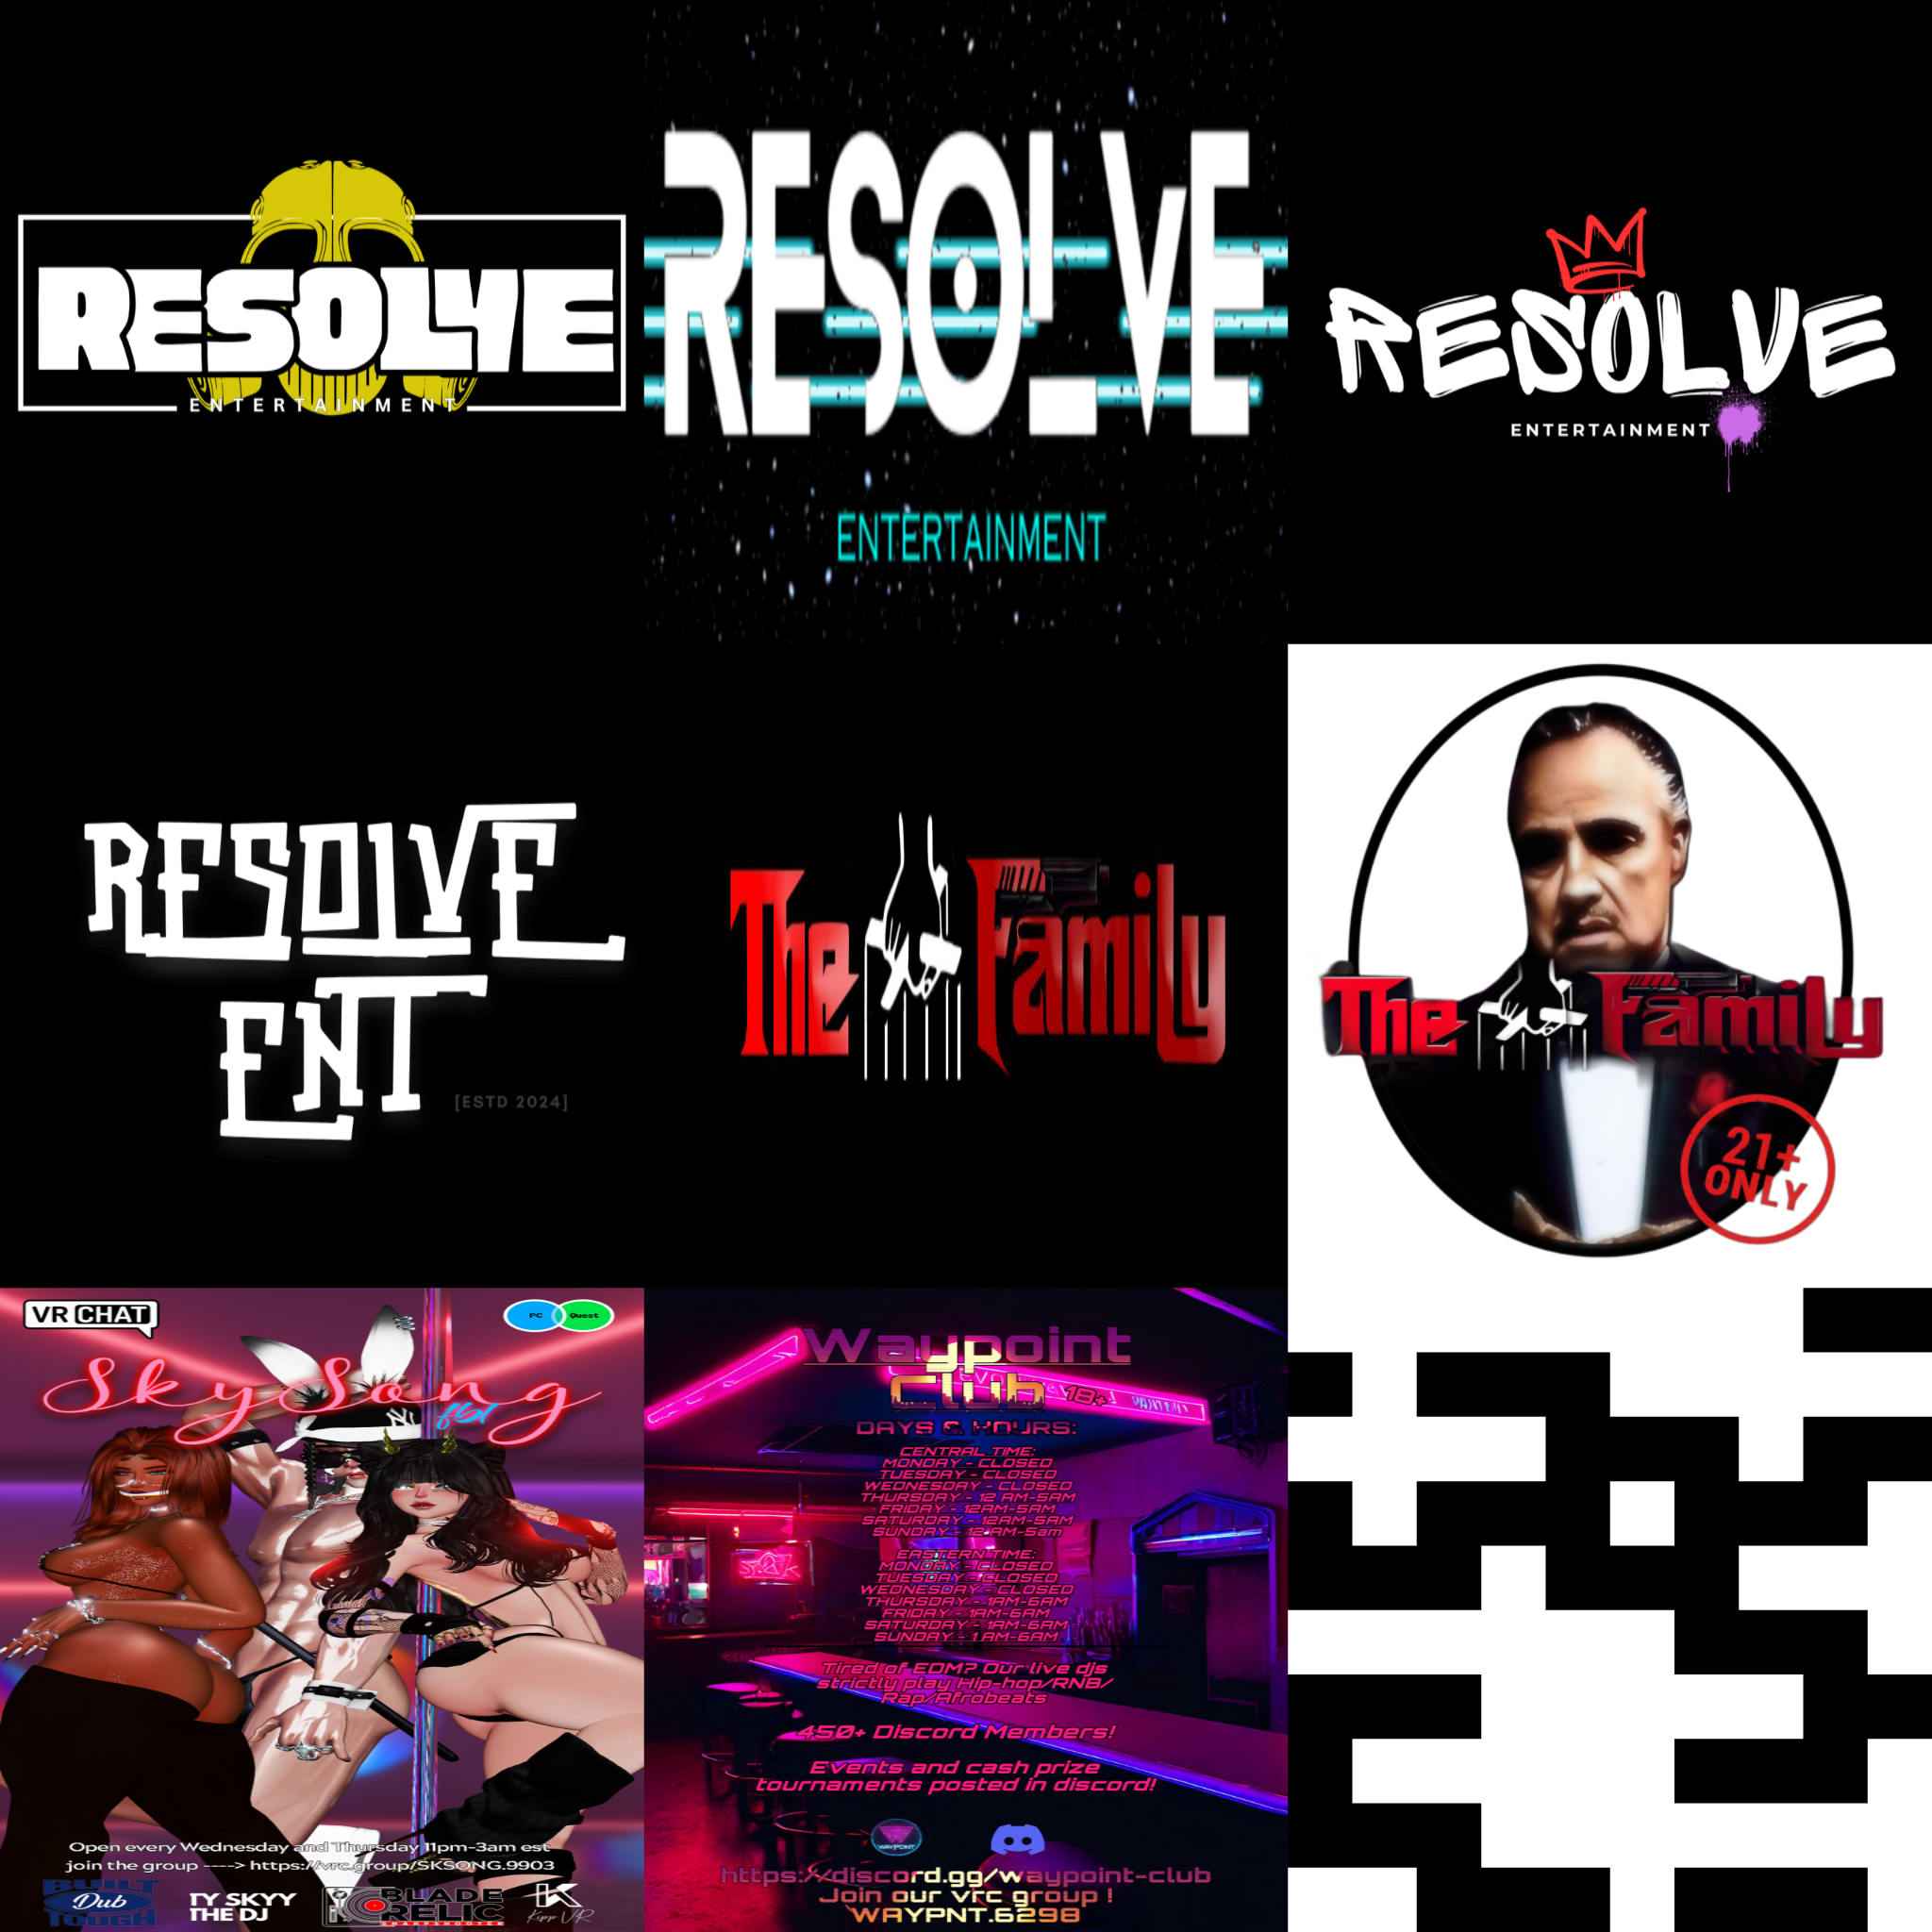 RESOLVE
ENTERTAINMENT
RESOLVE
ENTERTAINMENT
RESOLVE
ENTERTAINMENT
RESOLVE
ENT
[ESTD 2024]
The Family
The Family
21+
ONLY
VR CHAT
PC Quest
SkySong
Open every Wednesday and Thursday 11pm-3am est
join the group ----> https://vrc.group/SKSONG.9903
BUILT
Dub
TOUGH
TY SKYY
THE DJ
BLADE
RELIC
Kipp VR
Waypoint
Club 18+
DAYS & HOURS:
CENTRAL TIME:
MONDAY - CLOSED
TUESDAY - CLOSED
WEDNESDAY - CLOSED
THURSDAY - 12 AM-5AM
FRIDAY - 12AM-5AM
SATURDAY - 12AM-5AM
SUNDAY - 12 AM-5am
EASTERN TIME:
MONDAY - CLOSED
TUESDAY - CLOSED
WEDNESDAY - CLOSED
THURSDAY - 1AM-6AM
FRIDAY - 1AM-6AM
SATURDAY - 1AM-6AM
SUNDAY - 1 AM-6AM
Tired of EDM? Our live djs
strictly play Hip-hop/RNB/
Rap/Afrobeats
450+ Discord Members!
Events and cash prize
tournaments posted in discord!
WAYPOINT
https://discord.gg/waypoint-club
Join our vrc group !
WAYPNT.6298